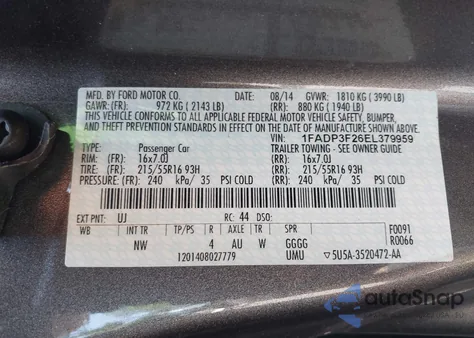 MFD. BY FORD MOTOR CO. DATE: 08/14 GVWR: 1810 KG ( 3990 LB)
GAWR: (FR): 972 KG ( 2143 LB) (RR): 880 KG ( 1940 LB)
THIS VEHICLE CONFORMS TO ALL APPLICABLE FEDERAL MOTOR VEHICLE SAFETY, BUMPER,
AND THEFT PREVENTION STANDARDS IN EFFECT ON THE DATE OF MANUFACTURE SHOWN ABOVE.
VIN: 1FADP3F26EL379959
TYPE: Passenger Car TRAILER TOWING - SEE OWNER GUIDE
RIM: (FR): 16x7.0J (RR): 16x7.0J
TIRE: (FR): 215/55R16 93H (RR): 215/55R16 93H
PRESSURE: (FR): 240 kPa/ 35 PSI COLD (RR): 240 kPa/ 35 PSI COLD
EXT PNT: UJ RC: 44 DSO:
WB INT TR TP/PS R AXLE TR SPR F0091
NW 4 AU W GGGG R0066
1201408027779 UMU 5U5A-3520472-AA
autoSnap